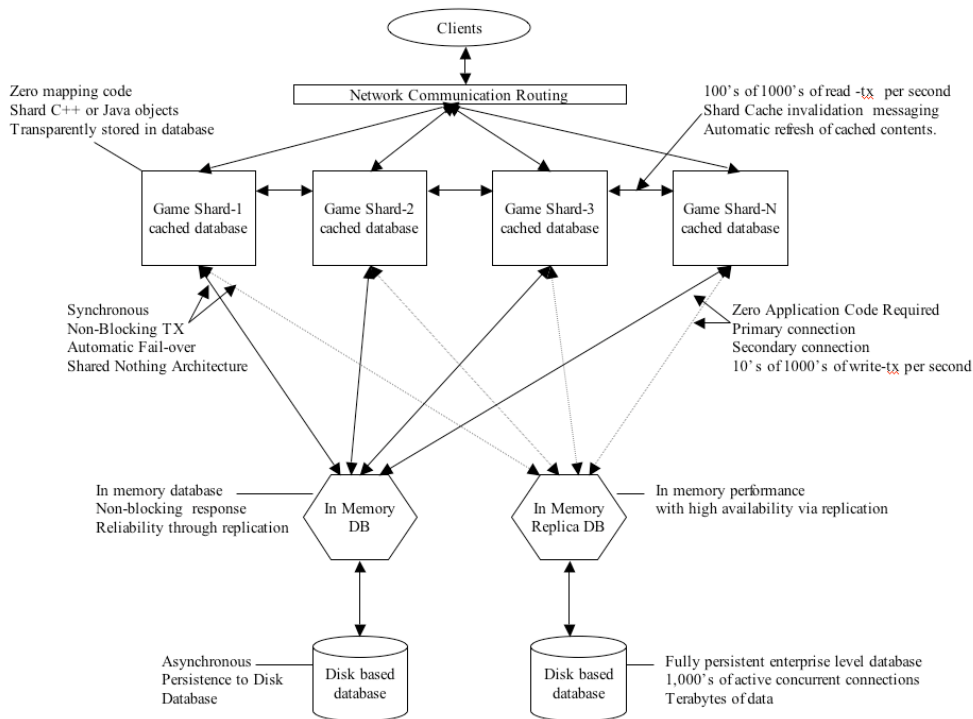 Clients
Network Communication Routing
Zero mapping code
Shard C++ or Java objects
Transparently stored in database
100's of 1000's of read -tx per second
Shard Cache invalidation messaging
Automatic refresh of cached contents.
Game Shard-1
cached database
Game Shard-2
cached database
Game Shard-3
cached database
Game Shard-N
cached database
Synchronous
Non-Blocking TX
Automatic Fail-over
Shared Nothing Architecture
Zero Application Code Required
Primary connection
Secondary connection
10's of 1000's of write-tx per second
In memory database
Non-blocking response
Reliability through replication
In Memory
DB
In Memory
Replica DB
In memory performance
with high availability via replication
Asynchronous
Persistence to Disk
Database
Disk based
database
Disk based
database
Fully persistent enterprise level database
1,000's of active concurrent connections
Terabytes of data